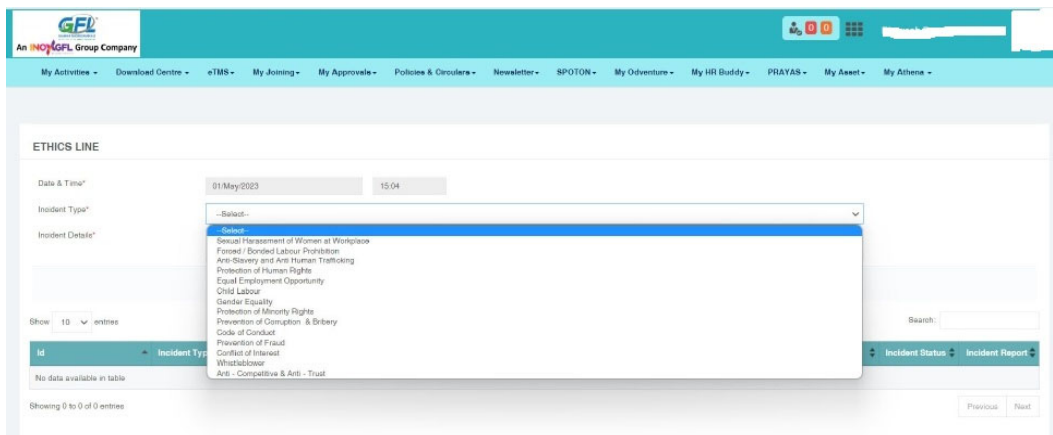 GFL
An INOXGFL Group Company
0 0
My Activities My Joining Download Centre eTMS My Approvals Policies & Circulars Newsletter SPOTON My Odventure My HR Buddy PRAYAS My Asset My Athena
ETHICS LINE
Date & Time* 01/May/2023 15:04
Incident Type* --Select--
Incident Details*
--Select--
Sexual Harassment of Women at Workplace
Forced / Bonded Labour Prohibition
Anti-Slavery and Anti Human Trafficking
Protection of Human Rights
Equal Employment Opportunity
Child Labour
Gender Equality
Protection of Minority Rights
Prevention of Corruption & Bribery
Code of Conduct
Prevention of Fraud
Conflict of Interest
Whistleblower
Anti - Competitive & Anti - Trust
Show 10 entries Search:
Id Incident Typ Incident Status Incident Report
No data available in table
Showing 0 to 0 of 0 entries Previous Next